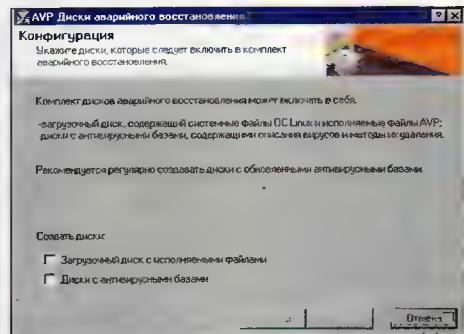 AVP Диски аварийного восстановления
Конфигурация
Укажите диски, которые следует включить в комплект
аварийного восстановления.
Комплект дисков аварийного восстановления может включать в себя:
-загрузочный диск, содержащий системные файлы ОС Linux и исполняемые файлы AVP;
диски с антивирусными базами, содержащими описания вирусов и методы их удаления.
Рекомендуется регулярно создавать диски с обновленными антивирусными базами.
Создать диски:
Загрузочный диск с исполняемыми файлами
Диски с антивирусными базами
Отмена